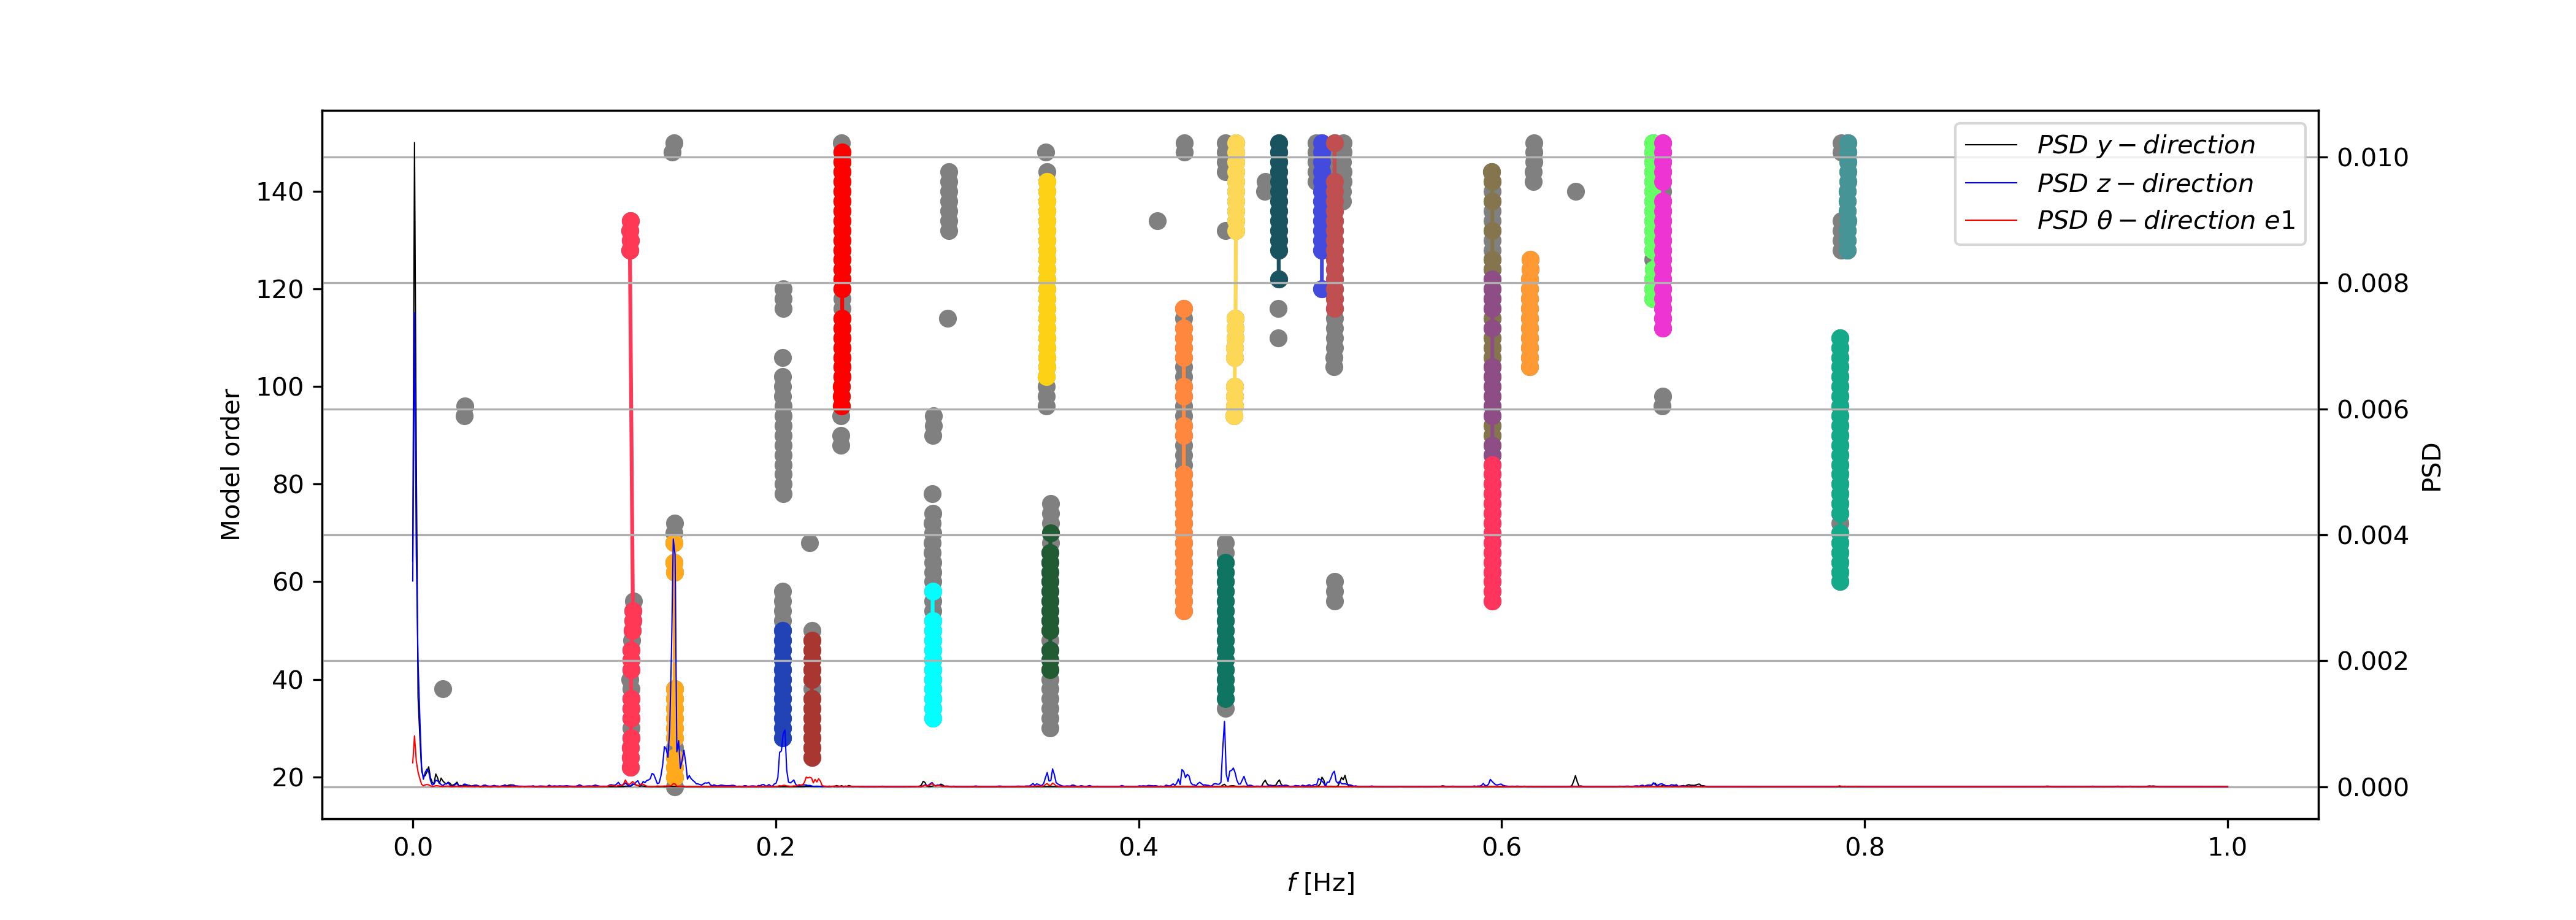 PSD y − direction
PSD z − direction
PSD θ − direction e1
Model order
140
120
100
80
60
40
20
0.010
0.008
0.006
0.004
0.002
0.000
PSD
0.0 0.2 0.4 0.6 0.8 1.0
f [Hz]